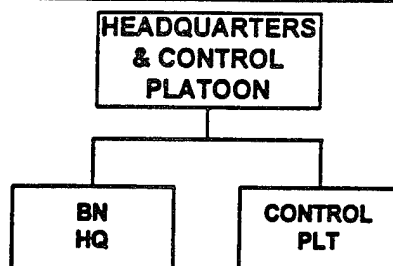 HEADQUARTERS
& CONTROL
PLATOON
BN
HQ
CONTROL
PLT